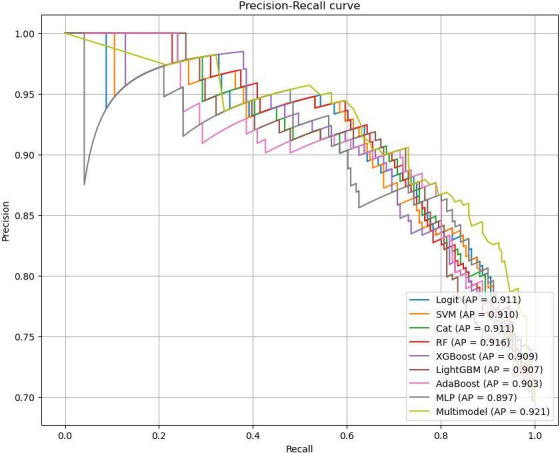 Precision-Recall curve
1.00
0.95
0.90
0.85
0.80
0.75
0.70
Precision
Logit (AP = 0.911)
SVM (AP = 0.910)
Cat (AP = 0.911)
RF (AP = 0.916)
XGBoost (AP = 0.909)
LightGBM (AP = 0.907)
AdaBoost (AP = 0.903)
MLP (AP = 0.897)
Multimodel (AP = 0.921)
0.0 0.2 0.4 0.6 0.8 1.0
Recall